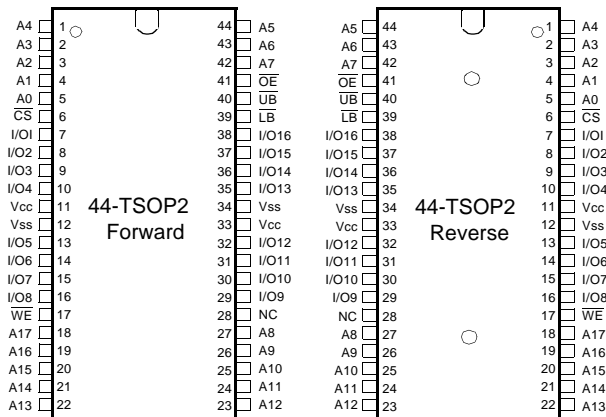 A4 1 44 A5 A5 44 1 A4
A3 2 43 A6 A6 43 2 A3
A2 3 42 A7 A7 42 3 A2
A1 4 41 OE OE 41 4 A1
A0 5 40 UB UB 40 5 A0
CS 6 39 LB LB 39 6 CS
I/OI 7 38 I/O16 I/O16 38 7 I/OI
I/O2 8 37 I/O15 I/O15 37 8 I/O2
I/O3 9 36 I/O14 I/O14 36 9 I/O3
I/O4 10 35 I/O13 I/O13 35 10 I/O4
Vcc 11 44-TSOP2 34 Vss Vss 34 44-TSOP2 11 Vcc
Vss 12 Forward 33 Vcc Vcc 33 Reverse 12 Vss
I/O5 13 32 I/O12 I/O12 32 13 I/O5
I/O6 14 31 I/O11 I/O11 31 14 I/O6
I/O7 15 30 I/O10 I/O10 30 15 I/O7
I/O8 16 29 I/O9 I/O9 29 16 I/O8
WE 17 28 NC NC 28 17 WE
A17 18 27 A8 A8 27 18 A17
A16 19 26 A9 A9 26 19 A16
A15 20 25 A10 A10 25 20 A15
A14 21 24 A11 A11 24 21 A14
A13 22 23 A12 A12 23 22 A13